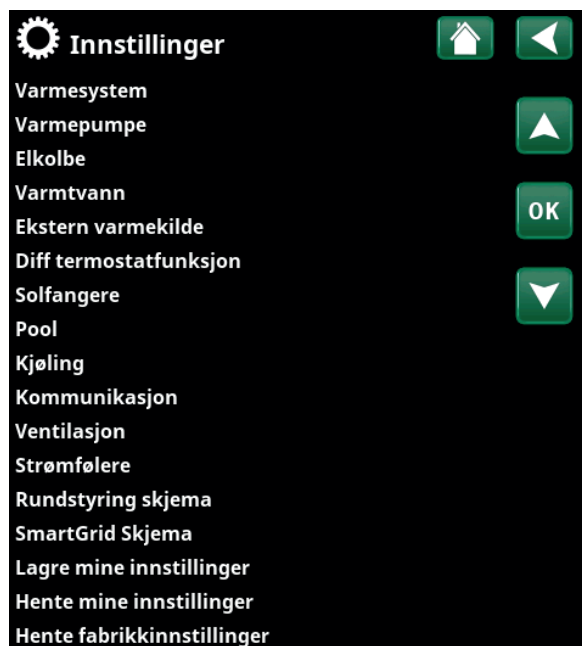 Innstillinger
Varmesystem
Varmepumpe
Elkolbe
Varmtvann
OK
Ekstern varmekilde
Diff termostatfunksjon
Solfangere
Pool
Kjøling
Kommunikasjon
Ventilasjon
Strømfølere
Rundstyring skjema
SmartGrid Skjema
Lagre mine innstillinger
Hente mine innstillinger
Hente fabrikkinnstillinger